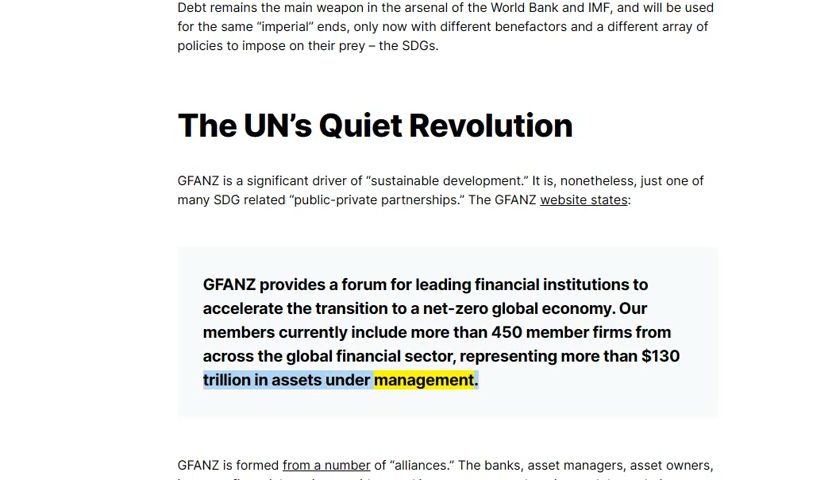 Debt remains the main weapon in the arsenal of the World Bank and IMF, and will be used
for the same “imperial” ends, only now with different benefactors and a different array of
policies to impose on their prey – the SDGs.
The UN’s Quiet Revolution
GFANZ is a significant driver of “sustainable development.” It is, nonetheless, just one of
many SDG related “public-private partnerships.” The GFANZ website states:
GFANZ provides a forum for leading financial institutions to
accelerate the transition to a net-zero global economy. Our
members currently include more than 450 member firms from
across the global financial sector, representing more than $130
trillion in assets under management.
GFANZ is formed from a number of “alliances.” The banks, asset managers, asset owners,